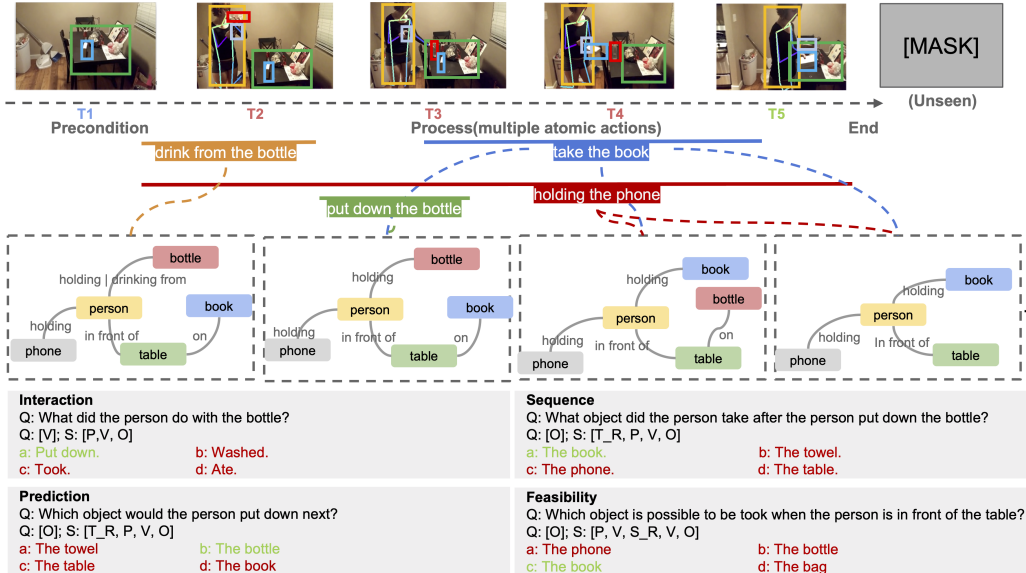 [MASK]
(Unseen)
T1
T2
T3
T4
T5
Precondition
Process(multiple atomic actions)
End
drink from the bottle
take the book
holding the phone
put down the bottle
bottle
holding | drinking from
person
book
holding
in front of
on
phone
table
bottle
holding
person
book
holding
in front of
on
phone
table
book
holding
bottle
person
holding
in front of
on
phone
table
book
holding
person
holding
In front of
phone
table
Interaction
Q: What did the person do with the bottle?
Q: [V]; S: [P,V, O]
a: Put down.
b: Washed.
c: Took.
d: Ate.
Sequence
Q: What object did the person take after the person put down the bottle?
Q: [O]; S: [T_R, P, V, O]
a: The book.
b: The towel.
c: The phone.
d: The table.
Prediction
Q: Which object would the person put down next?
Q: [O]; S: [T_R, P, V, O]
a: The towel
b: The bottle
c: The table
d: The book
Feasibility
Q: Which object is possible to be took when the person is in front of the table?
Q: [O]; S: [P, V, S_R, V, O]
a: The phone
b: The bottle
c: The book
d: The bag